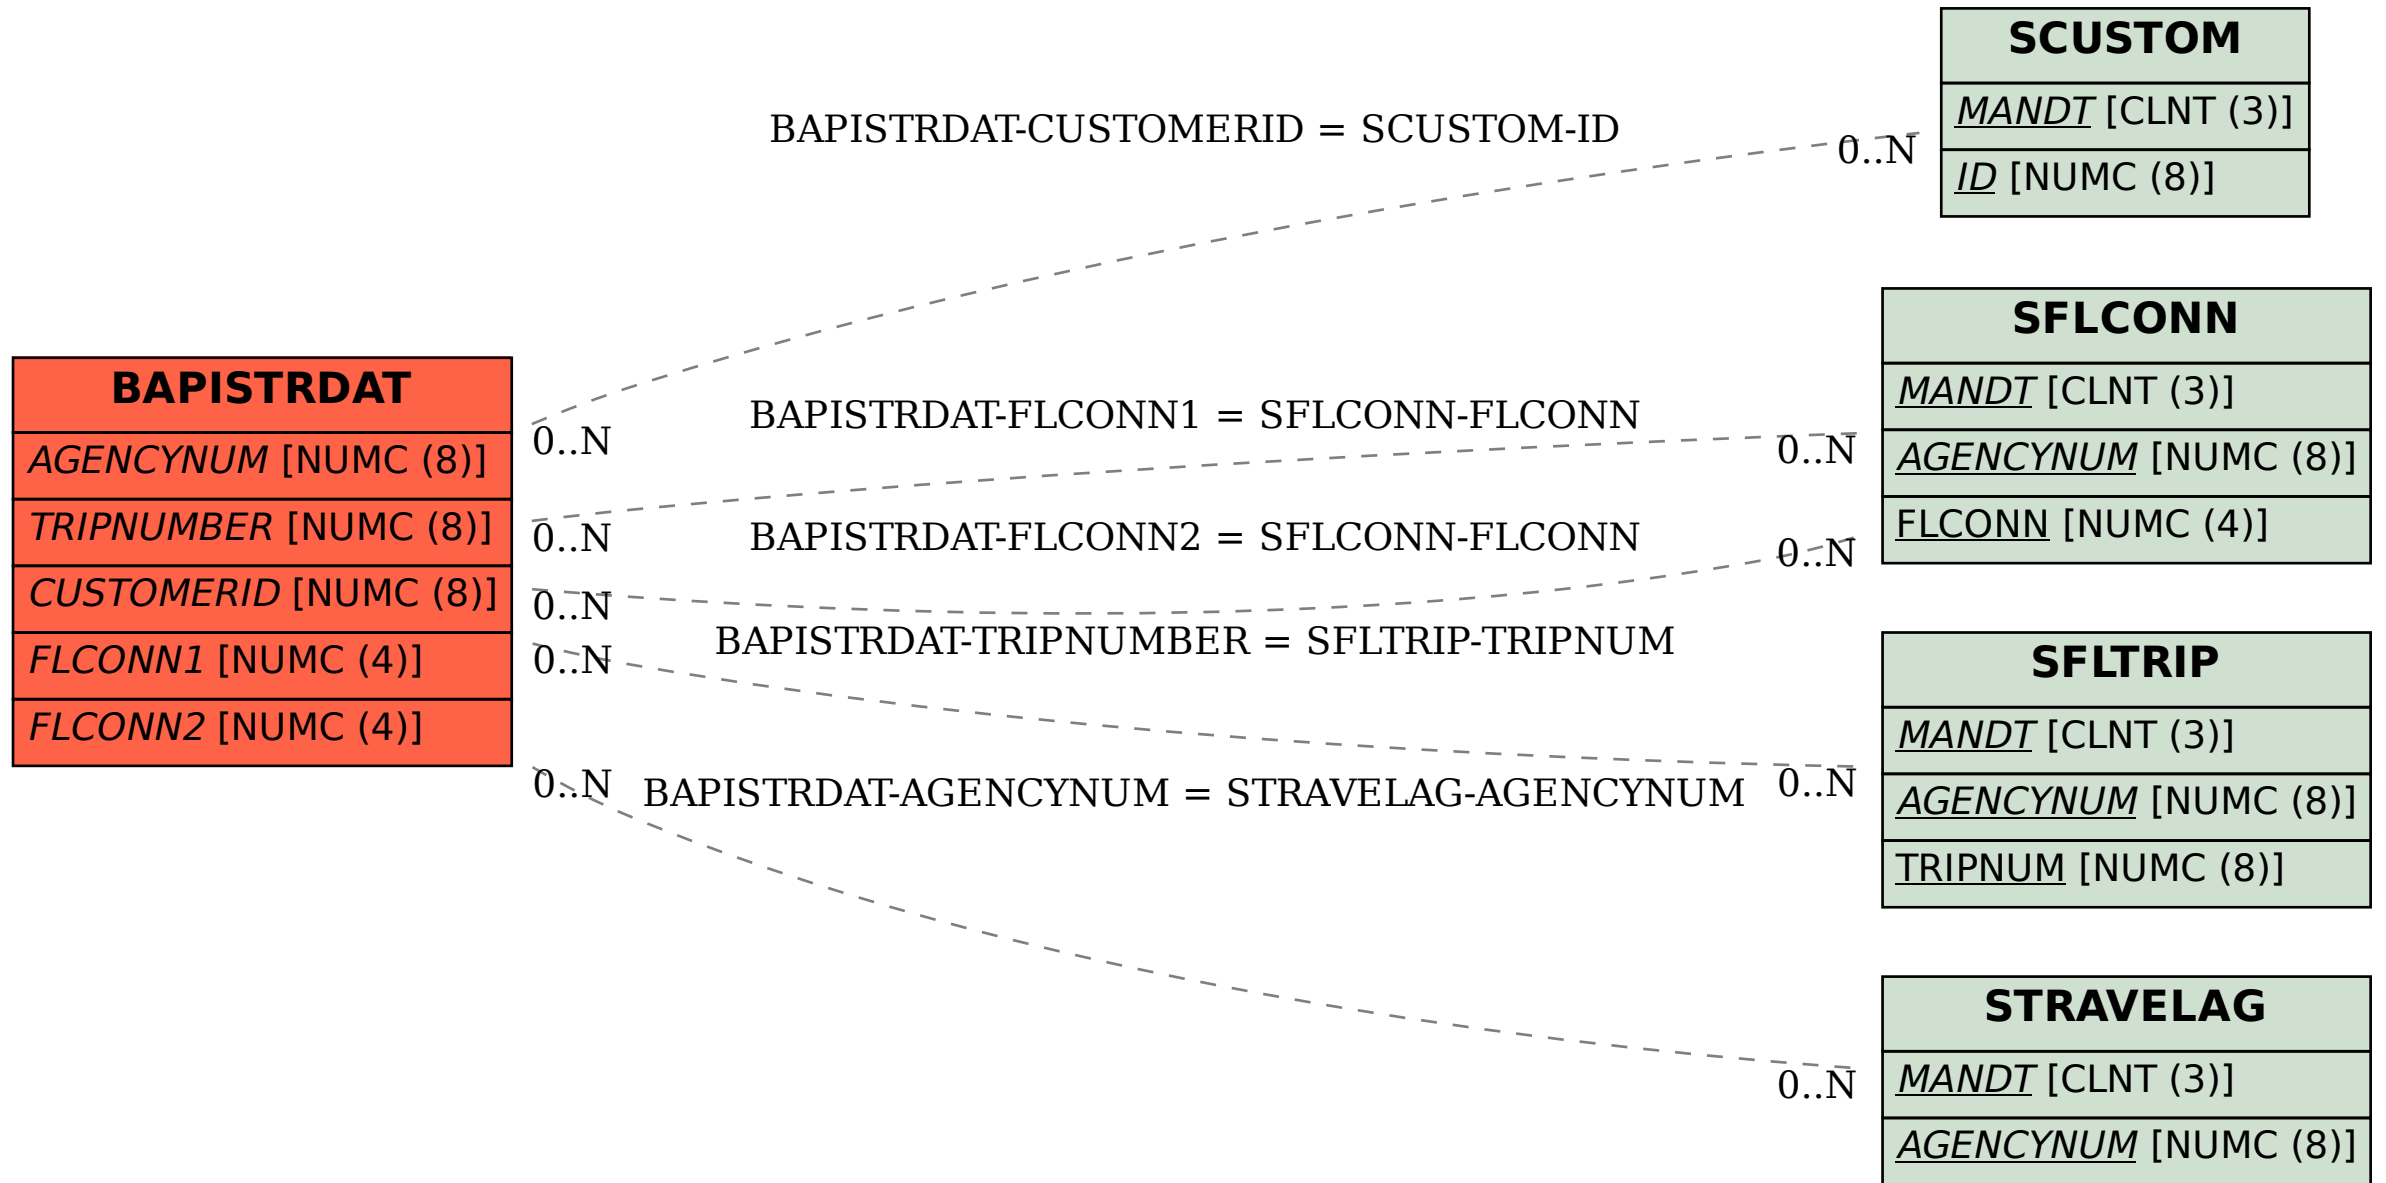 SCUSTOM
MANDT [CLNT (3)]
ID [NUMC (8)]
BAPISTRDAT-CUSTOMERID = SCUSTOM-ID
0..N
0..N
SFLCONN
MANDT [CLNT (3)]
AGENCYNUM [NUMC (8)]
FLCONN [NUMC (4)]
BAPISTRDAT
AGENCYNUM [NUMC (8)]
TRIPNUMBER [NUMC (8)]
CUSTOMERID [NUMC (8)]
FLCONN1 [NUMC (4)]
FLCONN2 [NUMC (4)]
BAPISTRDAT-FLCONN1 = SFLCONN-FLCONN
0..N
0..N
BAPISTRDAT-FLCONN2 = SFLCONN-FLCONN
0..N
0..N
BAPISTRDAT-TRIPNUMBER = SFLTRIP-TRIPNUM
0..N
0..N
SFLTRIP
MANDT [CLNT (3)]
AGENCYNUM [NUMC (8)]
TRIPNUM [NUMC (8)]
BAPISTRDAT-AGENCYNUM = STRAVELAG-AGENCYNUM
0..N
0..N
STRAVELAG
MANDT [CLNT (3)]
AGENCYNUM [NUMC (8)]